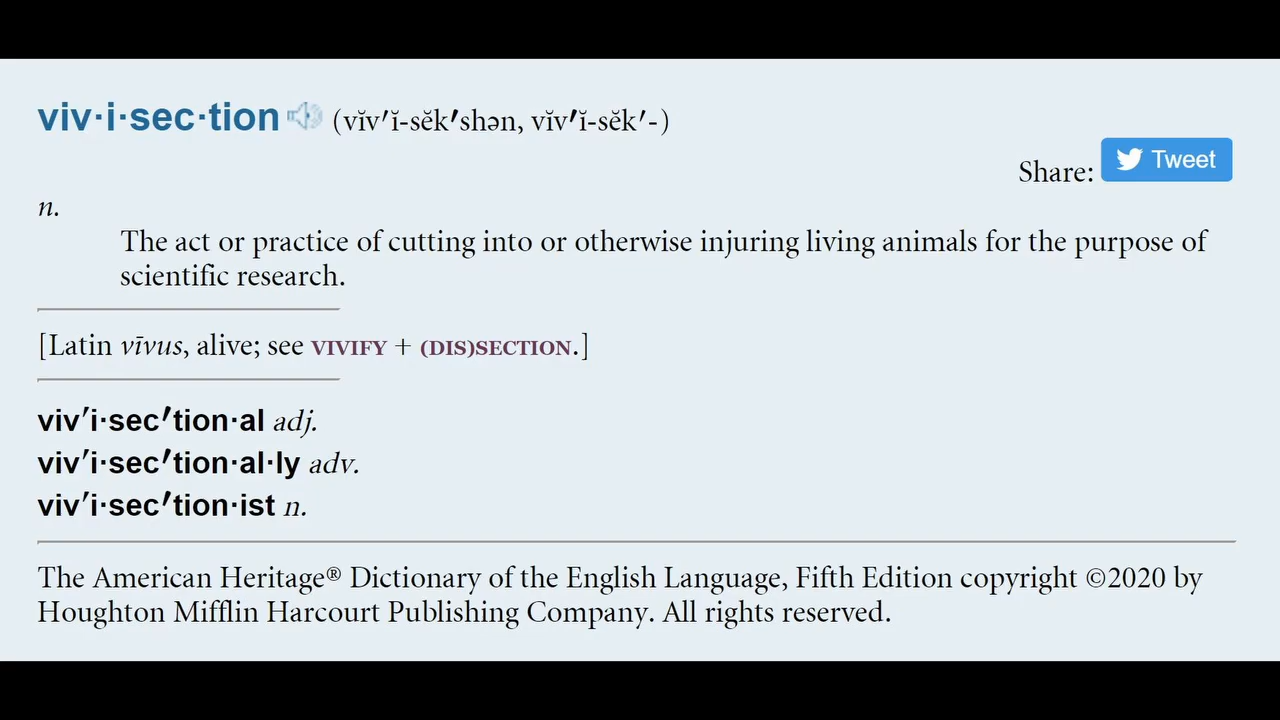 viv·i·sec·tion (vĭv′ĭ-sĕk′shən, vĭv′ĭ-sĕk′-)
Share: Tweet
n.
The act or practice of cutting into or otherwise injuring living animals for the purpose of
scientific research.
[Latin vīvus, alive; see VIVIFY + (DIS)SECTION.]
viv′i·sec′tion·al adj.
viv′i·sec′tion·al·ly adv.
viv′i·sec′tion·ist n.
The American Heritage® Dictionary of the English Language, Fifth Edition copyright ©2020 by
Houghton Mifflin Harcourt Publishing Company. All rights reserved.